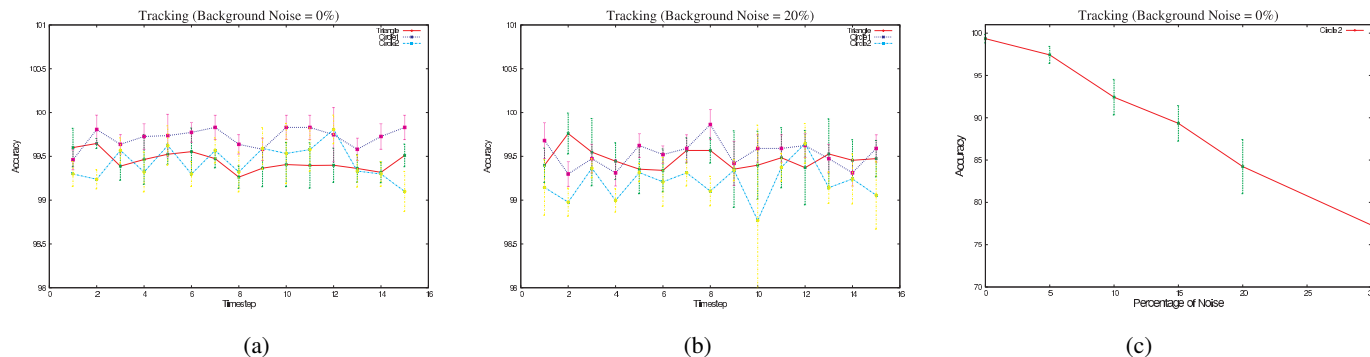 Tracking (Background Noise = 0%)
101
100.5
100
99.5
99
98.5
98
Accuracy
0 2 4 6 8 10 12 14 16
Timestep
Triangle
Circle1
Circle2
(a)
Tracking (Background Noise = 20%)
101
100.5
100
99.5
99
98.5
98
Accuracy
0 2 4 6 8 10 12 14 16
Timestep
Triangle
Circle1
Circle2
(b)
Tracking (Background Noise = 0%)
100
95
90
85
80
75
70
Accuracy
0 5 10 15 20 25 30
Percentage of Noise
Circle2
(c)